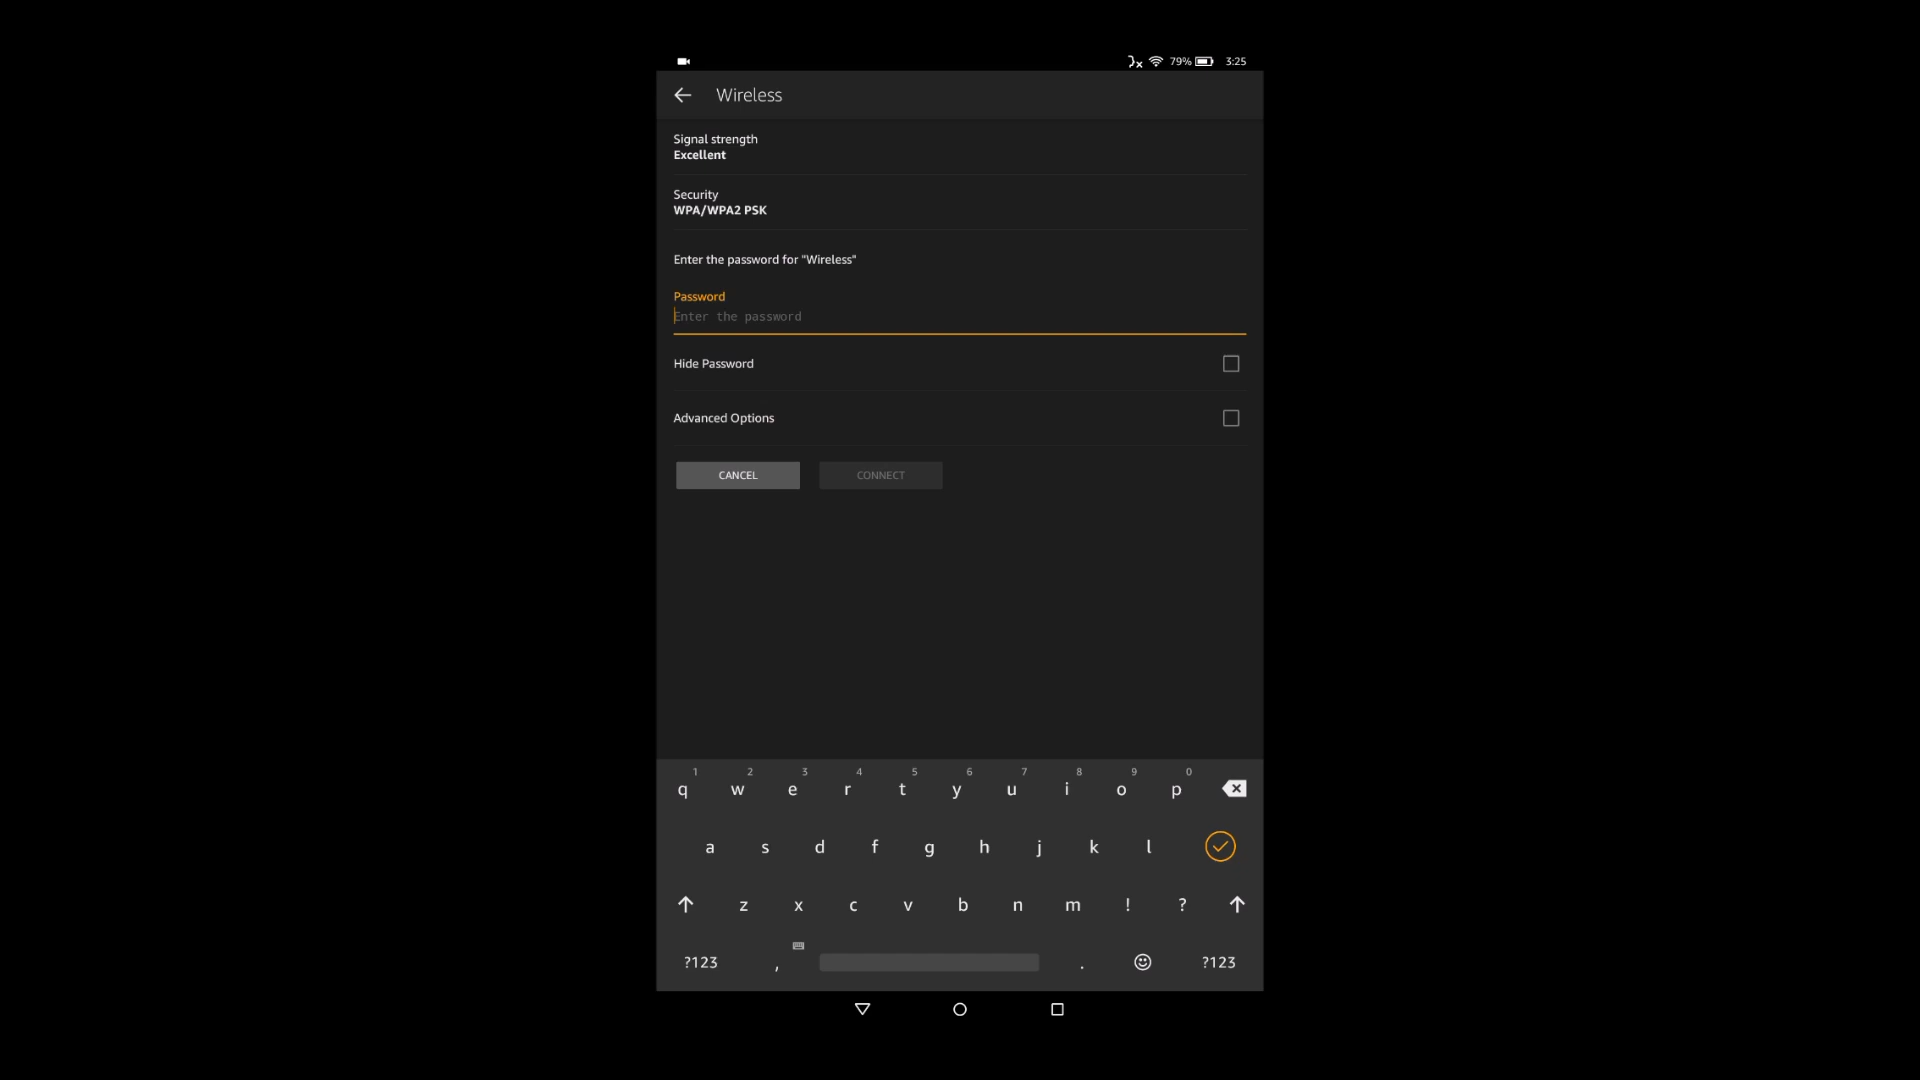 79% 3:25
Wireless
Signal strength
Excellent
Security
WPA/WPA2 PSK
Enter the password for "Wireless"
Password
Enter the password
Hide Password
Advanced Options
CANCEL CONNECT
1 2 3 4 5 6 7 8 9 0
q w e r t y u i o p
a s d f g h j k l
z x c v b n m ! ?
?123 , . ?123